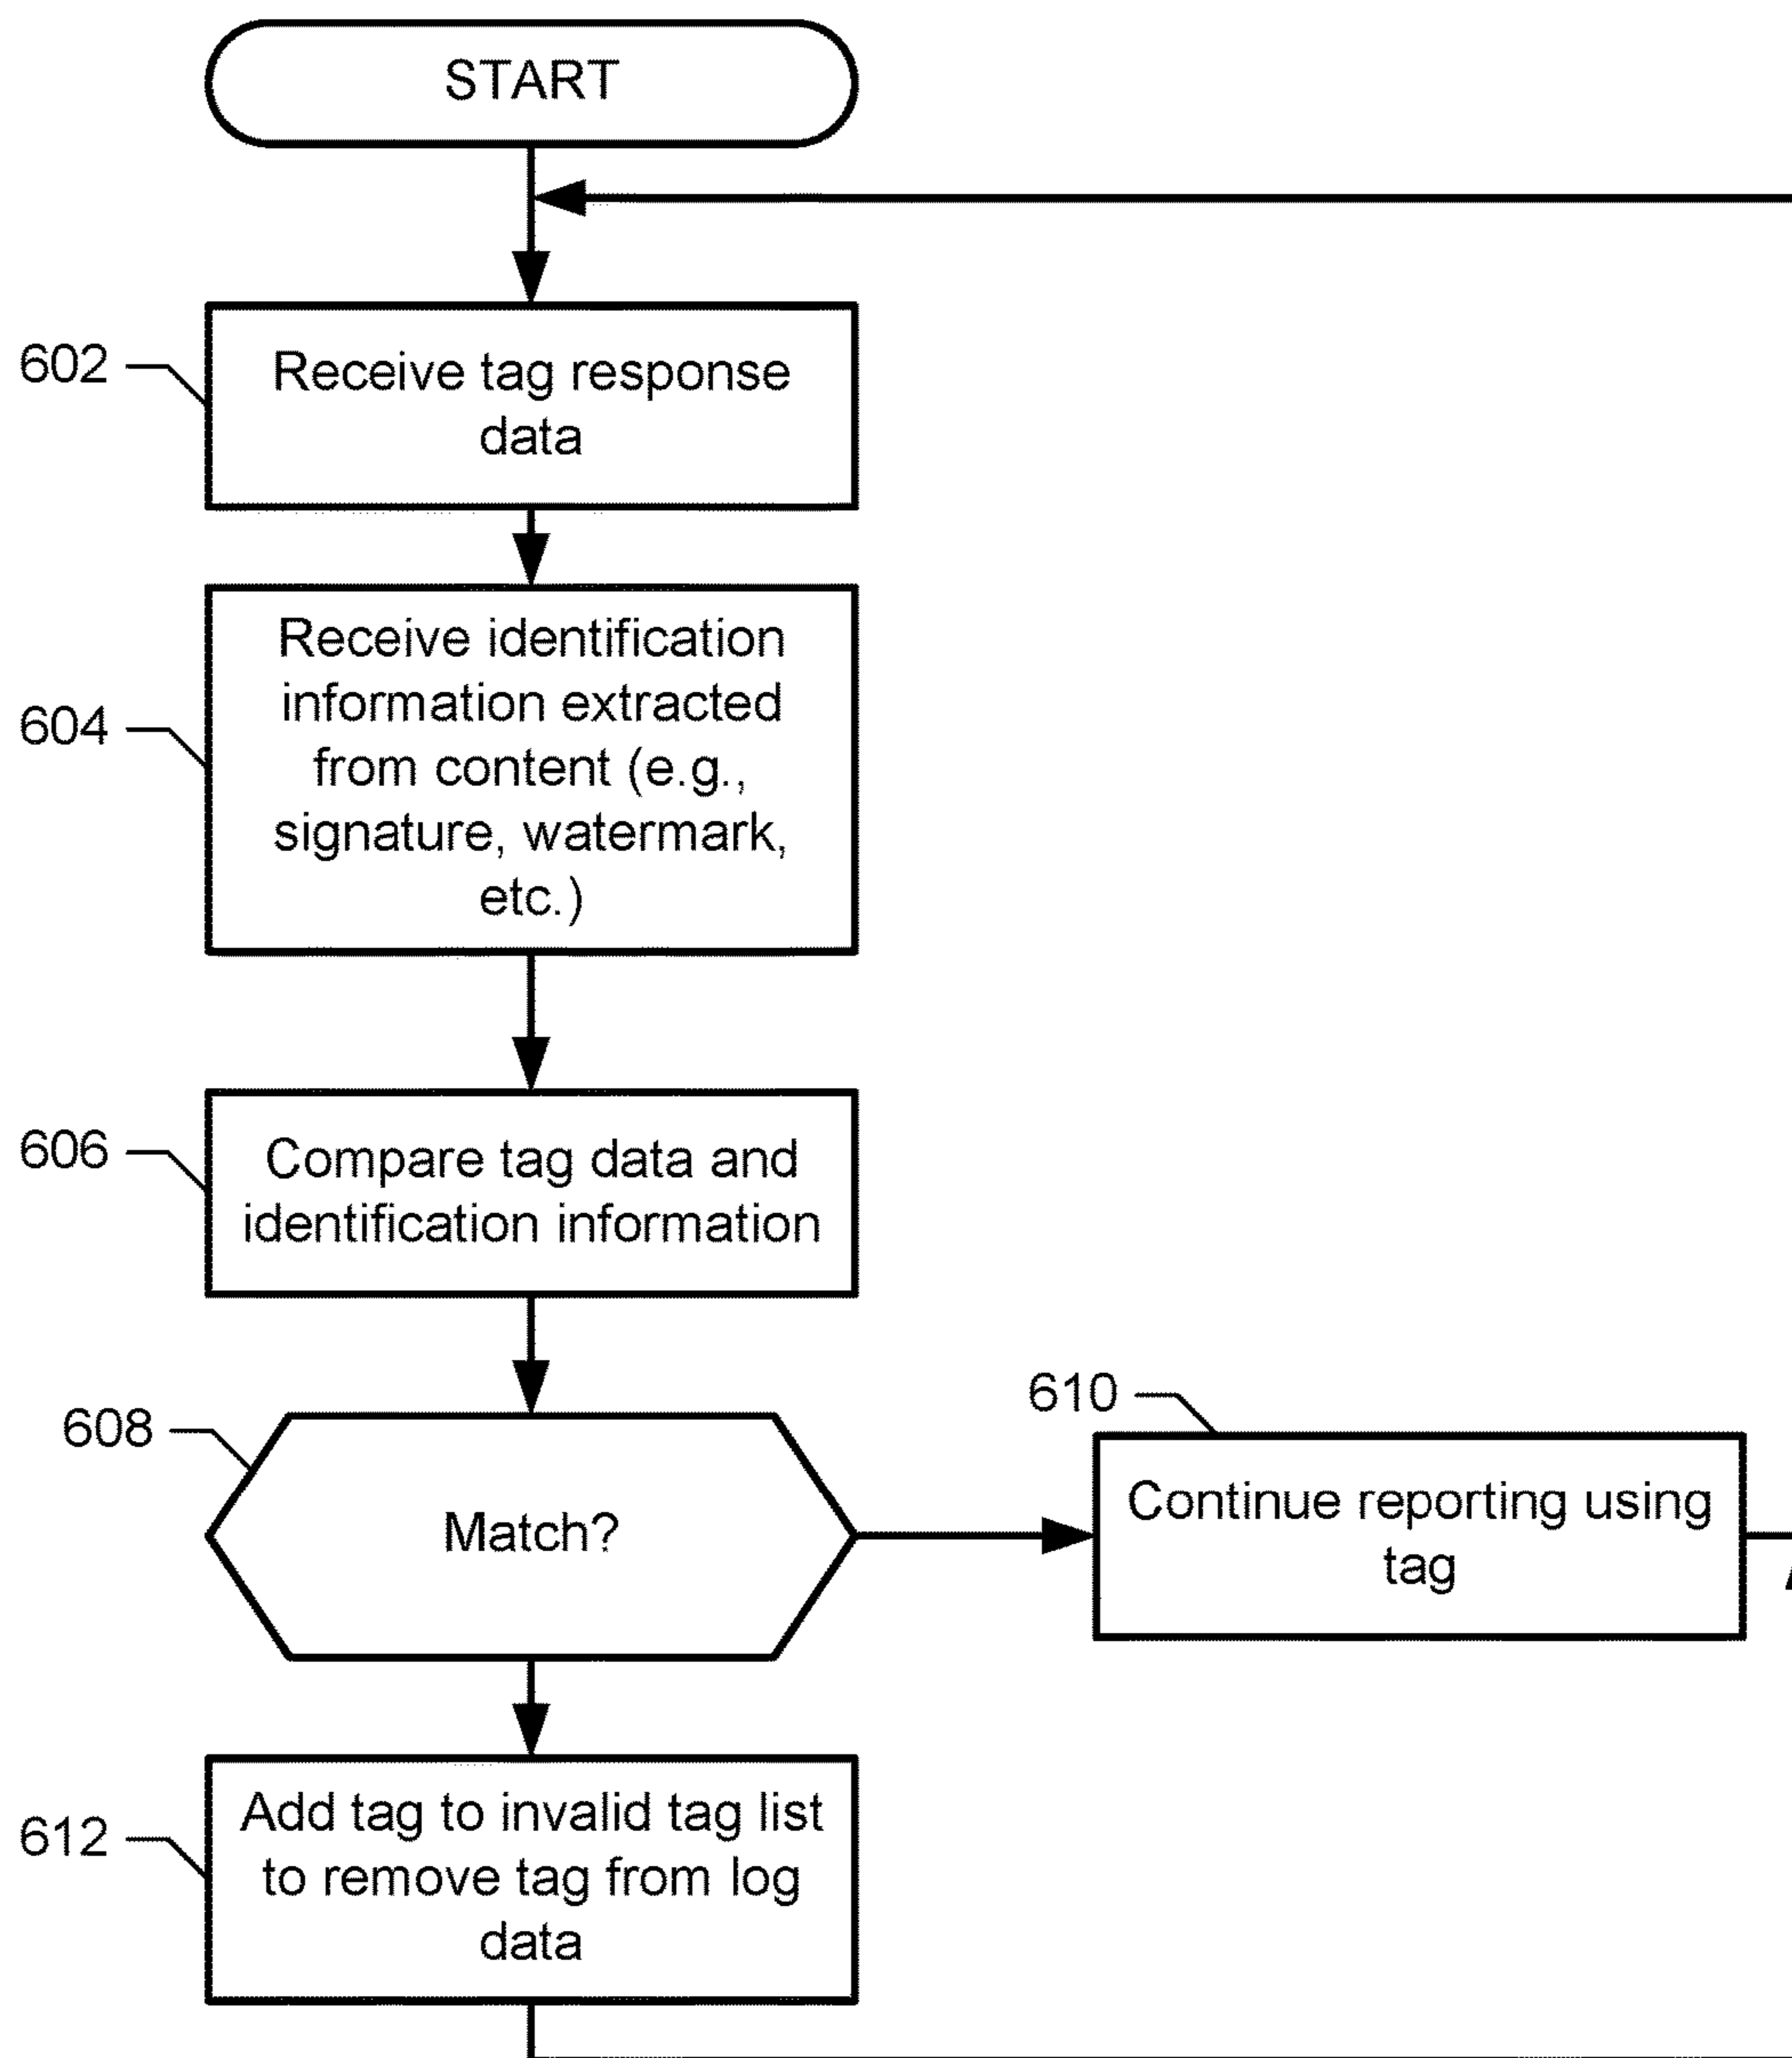 START
602
Receive tag response
data
604
Receive identification
information extracted
from content (e.g.,
signature, watermark,
etc.)
606
Compare tag data and
identification information
608
Match?
610
Continue reporting using
tag
612
Add tag to invalid tag list
to remove tag from log
data